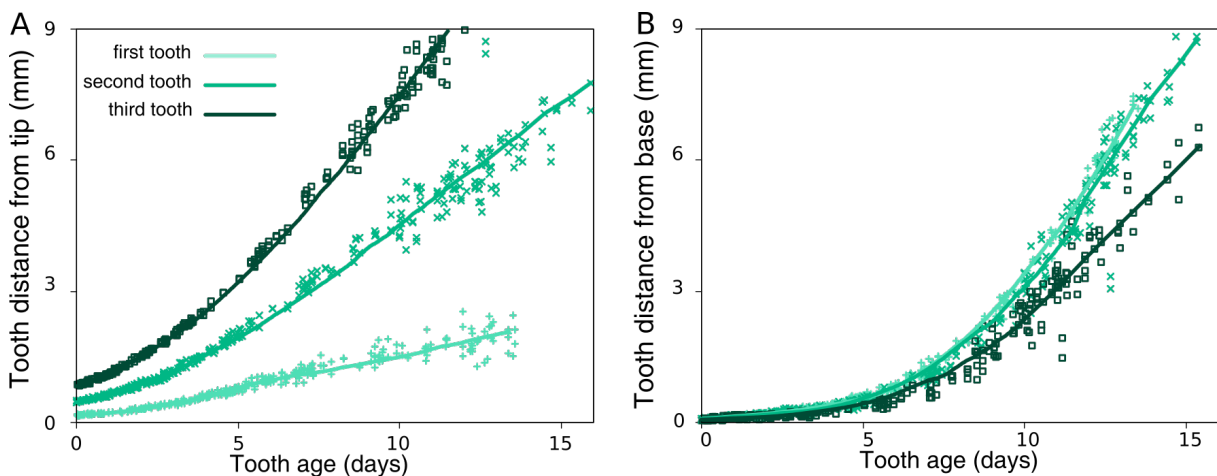 A
9
6
3
0
Tooth distance from tip (mm)
first tooth
second tooth
third tooth
0
5
10
15
Tooth age (days)
B
9
6
3
0
Tooth distance from base (mm)
0
5
10
15
Tooth age (days)